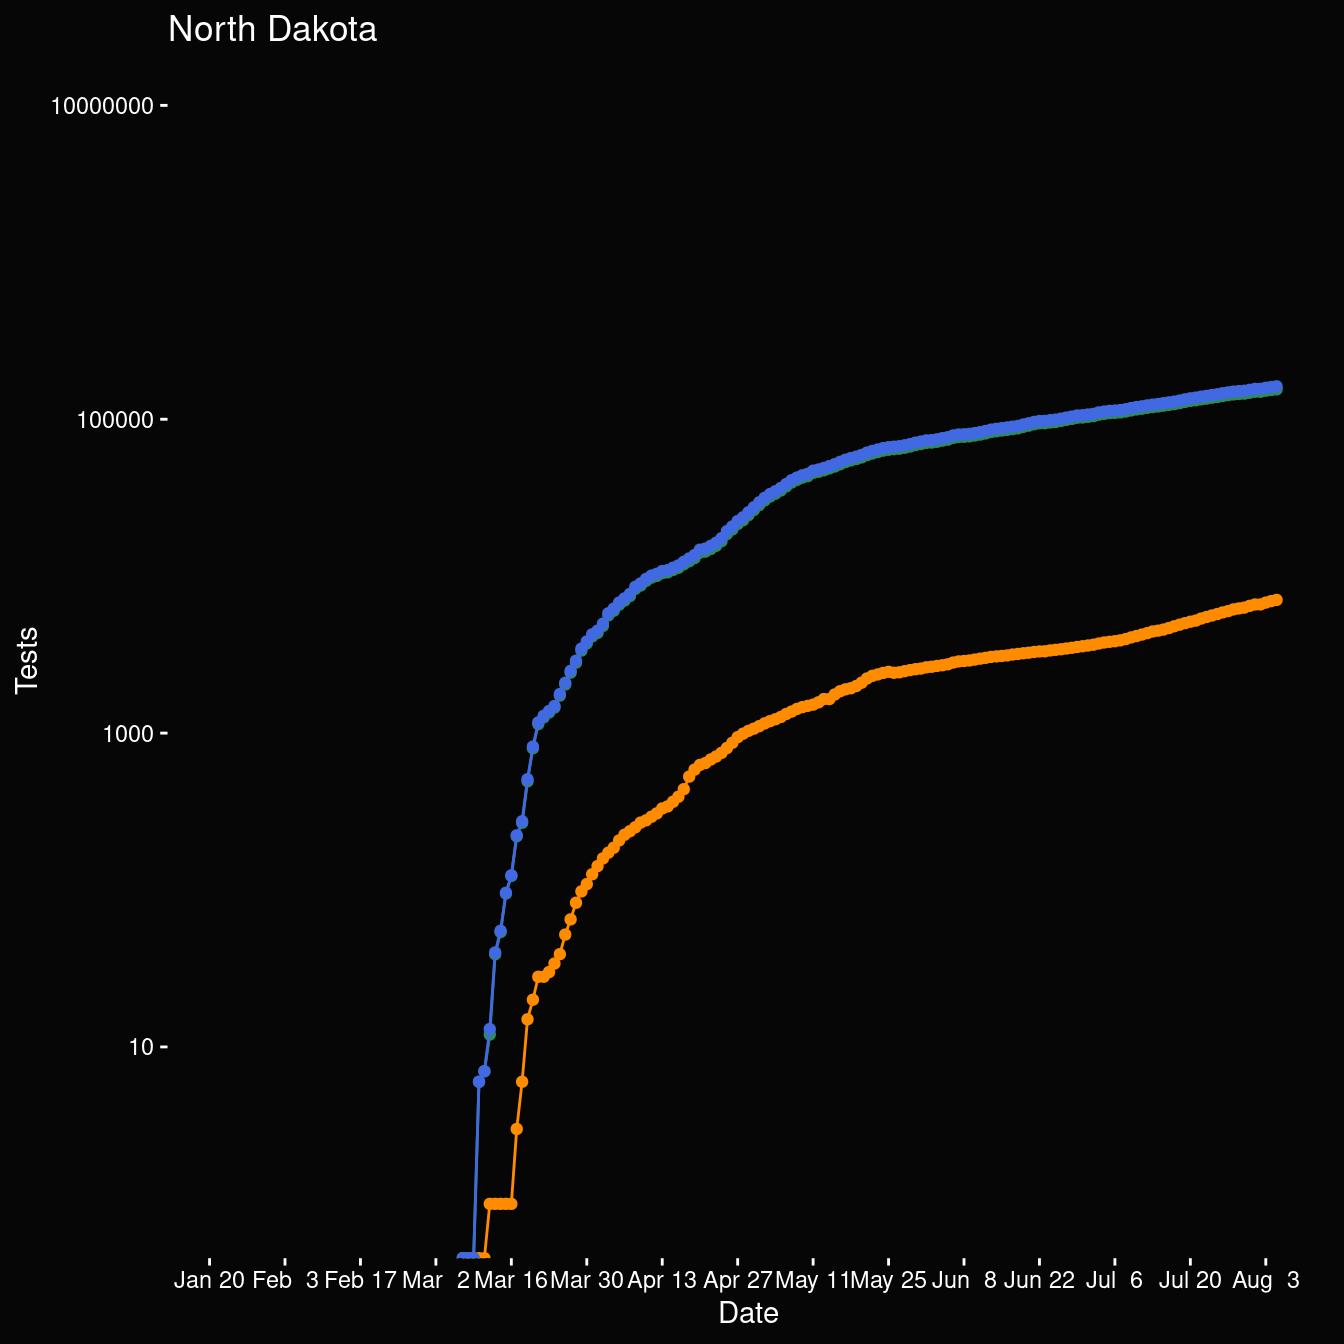 North Dakota
10000000
100000
1000
10
Tests
Jan 20 Feb 3 Feb 17 Mar 2 Mar 16 Mar 30 Apr 13 Apr 27 May 11 May 25 Jun 8 Jun 22 Jul 6 Jul 20 Aug 3
Date